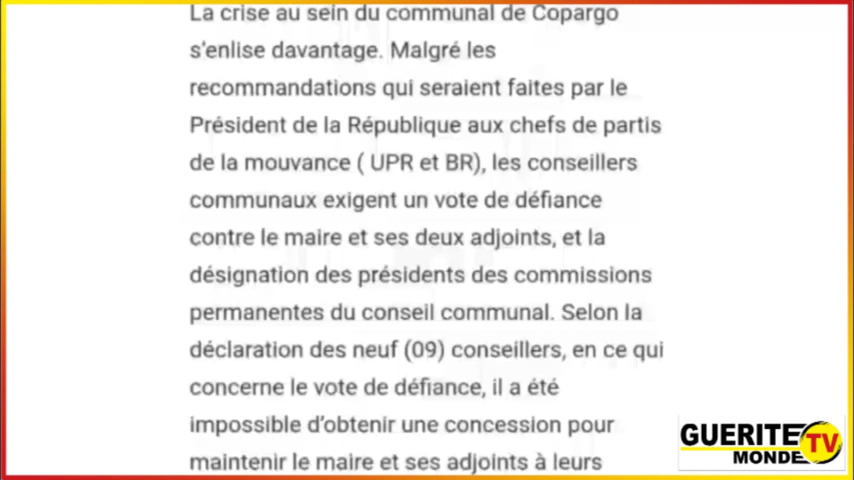 La crise au sein du communal de Copargo
s'enlise davantage. Malgré les
recommandations qui seraient faites par le
Président de la République aux chefs de partis
de la mouvance ( UPR et BR), les conseillers
communaux exigent un vote de défiance
contre le maire et ses deux adjoints, et la
désignation des présidents des commissions
permanentes du conseil communal. Selon la
déclaration des neuf (09) conseillers, en ce qui
concerne le vote de défiance, il a été
impossible d'obtenir une concession pour
maintenir le maire et ses adjoints à leurs
GUERITE TV
MONDE